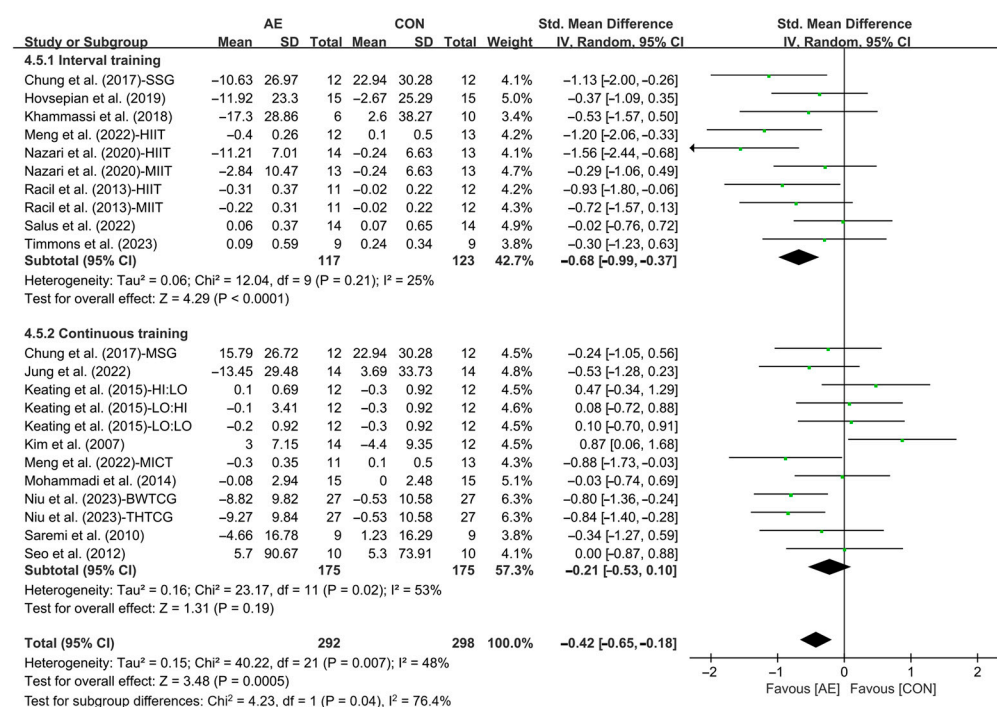 AE CON Std. Mean Difference Std. Mean Difference
Study or Subgroup Mean SD Total Mean SD Total Weight IV, Random, 95% CI IV, Random, 95% CI
4.5.1 Interval training
Chung et al. (2017)-SSG −10.63 26.97 12 22.94 30.28 12 4.1% −1.13 [−2.00, −0.26]
Hovsepian et al. (2019) −11.92 23.3 15 −2.67 25.29 15 5.0% −0.37 [−1.09, 0.35]
Khammassi et al. (2018) −17.3 28.86 6 2.6 38.27 10 3.4% −0.53 [−1.57, 0.50]
Meng et al. (2022)-HIIT −0.4 0.26 12 0.1 0.5 13 4.2% −1.20 [−2.06, −0.33]
Nazari et al. (2020)-HIIT −11.21 7.01 14 −0.24 6.63 13 4.1% −1.56 [−2.44, −0.68]
Nazari et al. (2020)-MIIT −2.84 10.47 13 −0.24 6.63 13 4.7% −0.29 [−1.06, 0.49]
Racil et al. (2013)-HIIT −0.31 0.37 11 −0.02 0.22 12 4.2% −0.93 [−1.80, −0.06]
Racil et al. (2013)-MIIT −0.22 0.31 11 −0.02 0.22 12 4.3% −0.72 [−1.57, 0.13]
Salus et al. (2022) 0.06 0.37 14 0.07 0.65 14 4.9% −0.02 [−0.76, 0.72]
Timmons et al. (2023) 0.09 0.59 9 0.24 0.34 9 3.8% −0.30 [−1.23, 0.63]
Subtotal (95% CI) 117 123 42.7% −0.68 [−0.99, −0.37]
Heterogeneity: Tau² = 0.06; Chi² = 12.04, df = 9 (P = 0.21); I² = 25%
Test for overall effect: Z = 4.29 (P < 0.0001)
4.5.2 Continuous training
Chung et al. (2017)-MSG 15.79 26.72 12 22.94 30.28 12 4.5% −0.24 [−1.05, 0.56]
Jung et al. (2022) −13.45 29.48 14 3.69 33.73 14 4.8% −0.53 [−1.28, 0.23]
Keating et al. (2015)-HI:LO 0.1 0.69 12 −0.3 0.92 12 4.5% 0.47 [−0.34, 1.29]
Keating et al. (2015)-LO:HI −0.1 3.41 12 −0.3 0.92 12 4.6% 0.08 [−0.72, 0.88]
Keating et al. (2015)-LO:LO −0.2 0.92 12 −0.3 0.92 12 4.5% 0.10 [−0.70, 0.91]
Kim et al. (2007) 3 7.15 14 −4.4 9.35 12 4.5% 0.87 [0.06, 1.68]
Meng et al. (2022)-MICT −0.3 0.35 11 0.1 0.5 13 4.3% −0.88 [−1.73, −0.03]
Mohammadi et al. (2014) −0.08 2.94 15 0 2.48 15 5.1% −0.03 [−0.74, 0.69]
Niu et al. (2023)-BWTCG −8.82 9.82 27 −0.53 10.58 27 6.3% −0.80 [−1.36, −0.24]
Niu et al. (2023)-THTCG −9.27 9.84 27 −0.53 10.58 27 6.3% −0.84 [−1.40, −0.28]
Saremi et al. (2010) −4.66 16.78 9 1.23 16.29 9 3.8% −0.34 [−1.27, 0.59]
Seo et al. (2012) 5.7 90.67 10 5.3 73.91 10 4.1% 0.00 [−0.87, 0.88]
Subtotal (95% CI) 175 175 57.3% −0.21 [−0.53, 0.10]
Heterogeneity: Tau² = 0.16; Chi² = 23.17, df = 11 (P = 0.02); I² = 53%
Test for overall effect: Z = 1.31 (P = 0.19)
Total (95% CI) 292 298 100.0% −0.42 [−0.65, −0.18]
Heterogeneity: Tau² = 0.15; Chi² = 40.22, df = 21 (P = 0.007); I² = 48%
Test for overall effect: Z = 3.48 (P = 0.0005)
Test for subgroup differences: Chi² = 4.23, df = 1 (P = 0.04), I² = 76.4%
−2 −1 0 1 2
Favous [AE] Favous [CON]